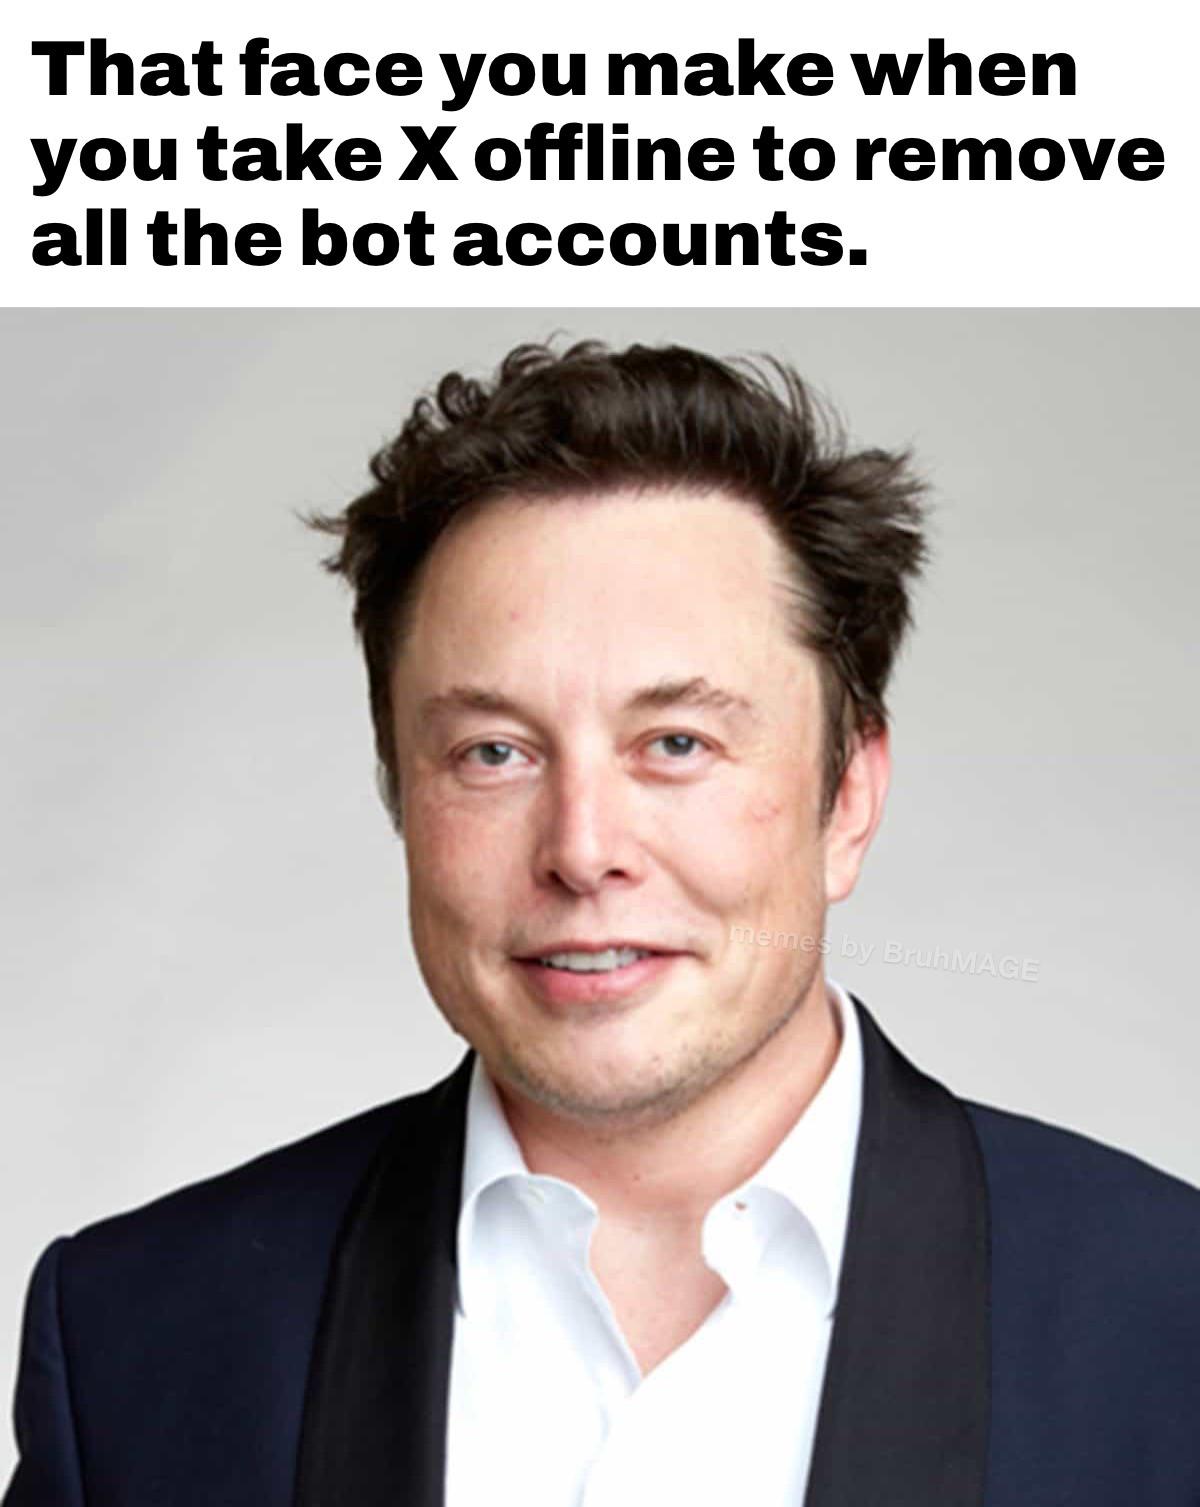 That face you make when
you take X offline to remove
all the bot accounts.
memes by BruhMAGE